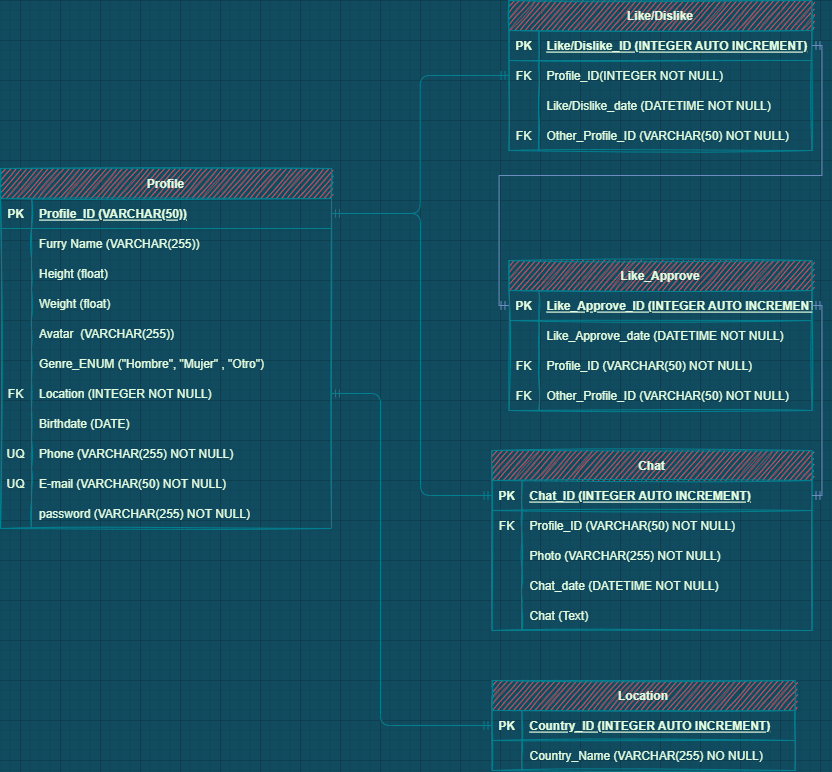 Like/Dislike
PK Like/Dislike_ID (INTEGER AUTO INCREMENT)
FK Profile_ID(INTEGER NOT NULL)
Like/Dislike_date (DATETIME NOT NULL)
FK Other_Profile_ID (VARCHAR(50) NOT NULL)
Profile
PK Profile_ID (VARCHAR(50))
Furry Name (VARCHAR(255))
Height (float)
Weight (float)
Avatar (VARCHAR(255))
Genre_ENUM ("Hombre", "Mujer" , "Otro")
FK Location (INTEGER NOT NULL)
Birthdate (DATE)
UQ Phone (VARCHAR(255) NOT NULL)
UQ E-mail (VARCHAR(50) NOT NULL)
password (VARCHAR(255) NOT NULL)
Like_Approve
PK Like_Approve_ID (INTEGER AUTO INCREMENT
Like_Approve_date (DATETIME NOT NULL)
FK Profile_ID (VARCHAR(50) NOT NULL)
FK Other_Profile_ID (VARCHAR(50) NOT NULL)
Chat
PK Chat_ID (INTEGER AUTO INCREMENT)
FK Profile_ID (VARCHAR(50) NOT NULL)
Photo (VARCHAR(255) NOT NULL)
Chat_date (DATETIME NOT NULL)
Chat (Text)
Location
PK Country_ID (INTEGER AUTO INCREMENT)
Country_Name (VARCHAR(255) NO NULL)